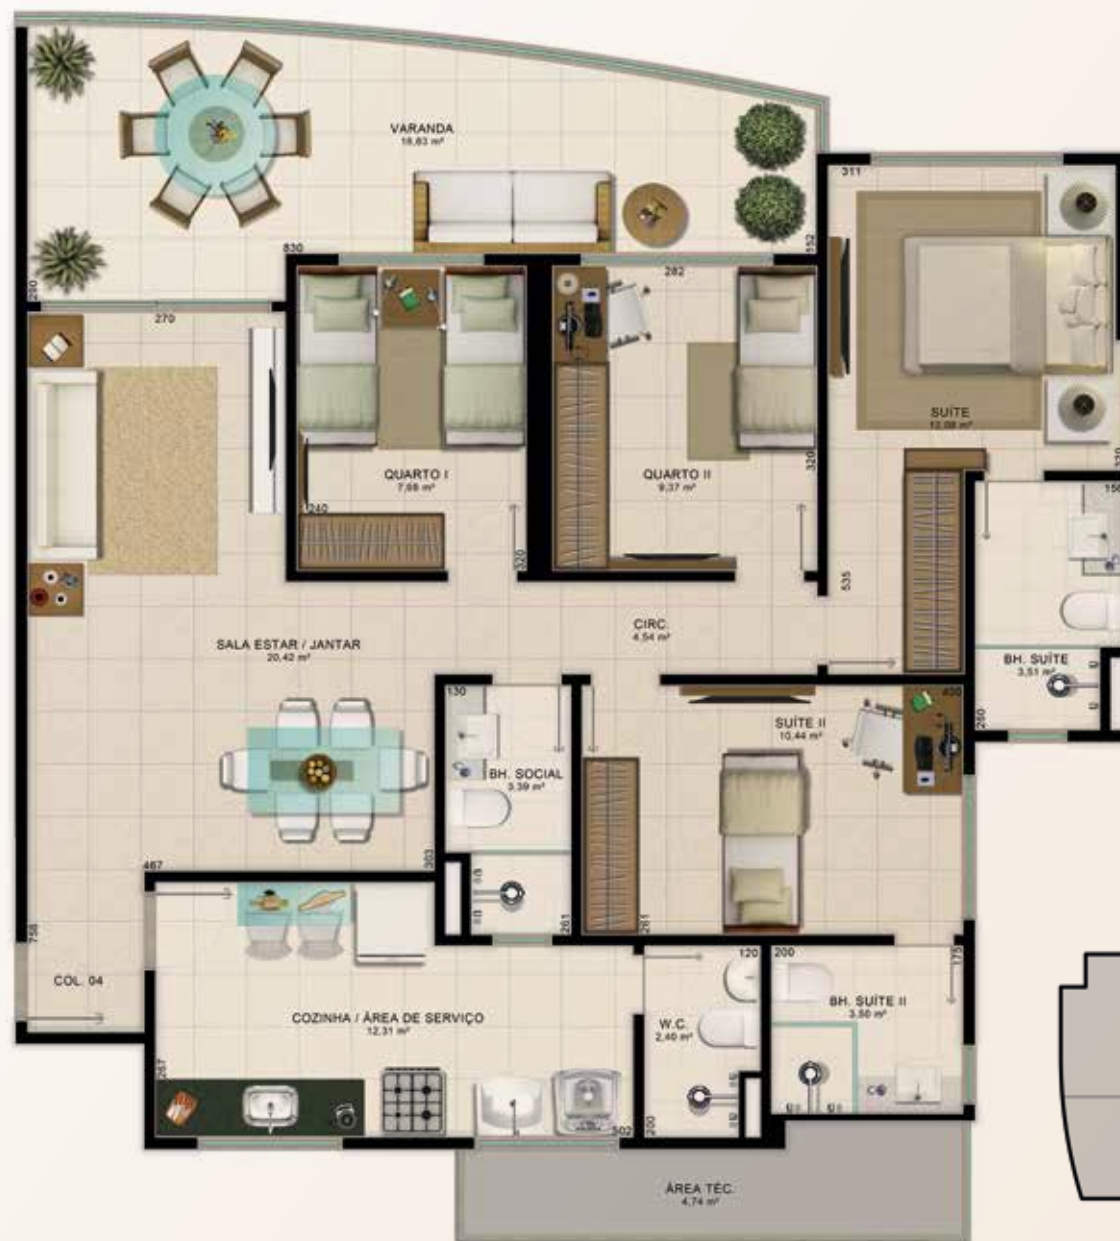 VARANDA
18,83 m²
311
830
152
282
290
270
SUÍTE
12,08 m²
QUARTO I
7,68 m²
QUARTO II
9,37 m²
320
240
320
150
535
CIRC.
4,54 m²
SALA ESTAR / JANTAR
20,42 m²
BH. SUÍTE
3,51 m²
260
130
400
SUÍTE II
10,44 m²
BH. SOCIAL
3,39 m²
467
303
261
261
758
COL. 04
120
200
175
BH. SUÍTE II
3,50 m²
COZINHA / ÁREA DE SERVIÇO
12,31 m²
W.C.
2,40 m²
267
502
200
ÁREA TÉC.
4,74 m²